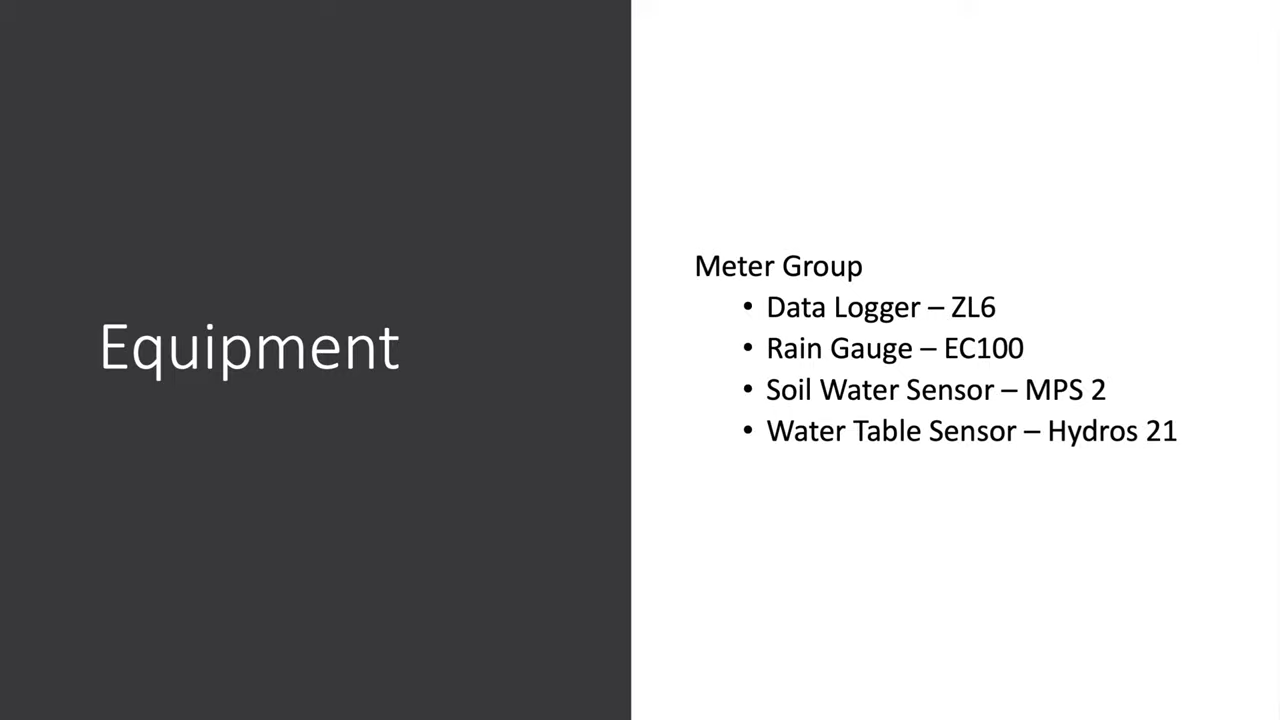 Equipment
Meter Group
• Data Logger – ZL6
• Rain Gauge – EC100
• Soil Water Sensor – MPS 2
• Water Table Sensor – Hydros 21